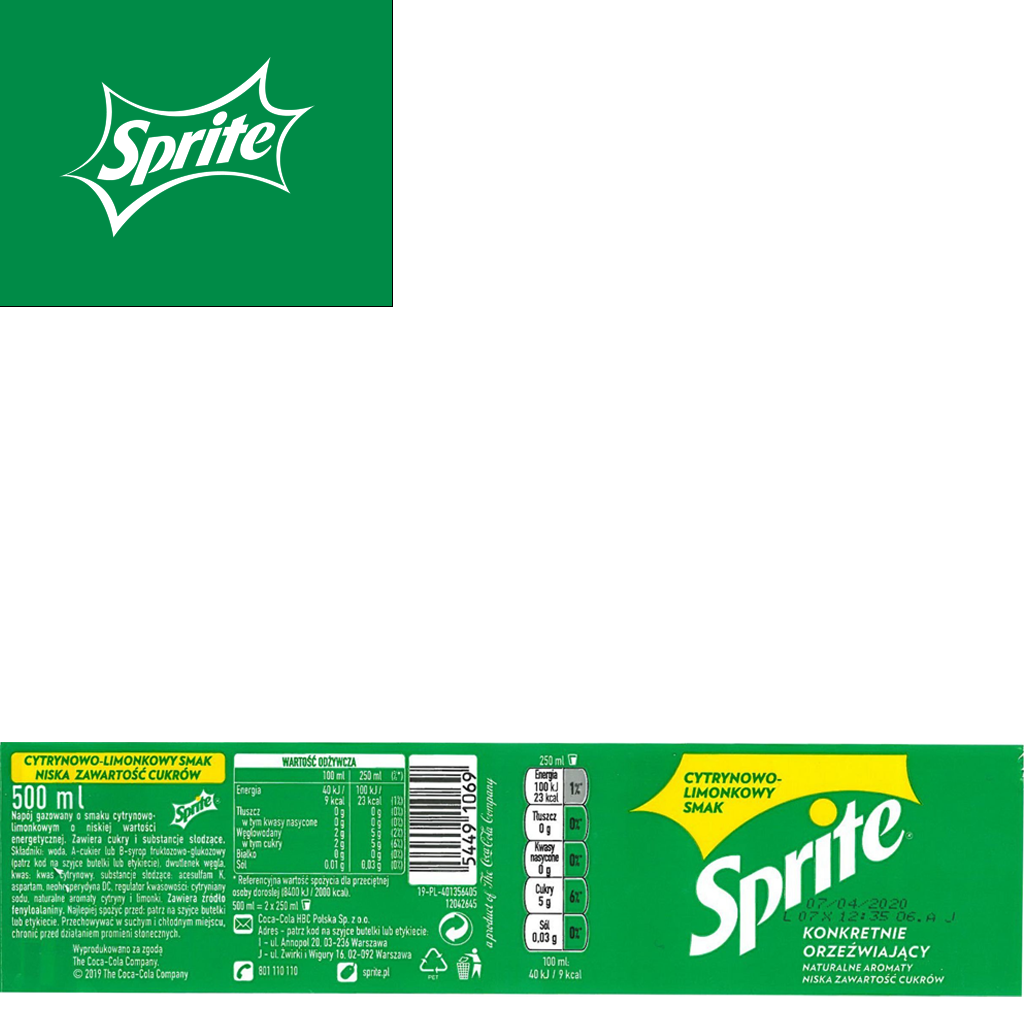 Sprite
CYTRYNOWO-LIMONKOWY SMAK
NISKA ZAWARTOŚĆ CUKRÓW
500 ml
Sprite
Napój gazowany o smaku cytrynowo-
limonkowym o niskiej wartości
energetycznej. Zawiera cukry i substancje słodzące.
Składniki: woda, A-cukier lub B-syrop fruktozowo-glukozowy
(patrz kod na szyjce butelki lub etykiecie), dwutlenek węgla,
kwas: kwas cytrynowy, substancje słodzące: acesulfam K,
aspartam, neohesperydyna DC, regulator kwasowości: cytryniany
sodu, naturalne aromaty cytryny i limonki. Zawiera źródło
fenyloalaniny. Najlepiej spożyć przed: patrz na szyjce butelki
lub etykiecie. Przechowywać w suchym i chłodnym miejscu,
chronić przed działaniem promieni słonecznych.
Wyprodukowano za zgodą
The Coca-Cola Company.
© 2019 The Coca-Cola Company
WARTOŚĆ ODŻYWCZA
100 ml 250 ml (%*)
Energia 40 kJ / 100 kJ /
9 kcal 23 kcal (1%)
Tłuszcz 0 g 0 g (0%)
w tym kwasy nasycone 0 g 0 g (0%)
Węglowodany 2 g 5 g (2%)
w tym cukry 2 g 5 g (6%)
Białko 0 g 0 g (0%)
Sól 0,01 g 0,03 g (0%)
* Referencyjna wartość spożycia dla przeciętnej
osoby dorosłej (8400 kJ / 2000 kcal).
500 ml = 2 x 250 ml
Coca-Cola HBC Polska Sp. z o.o.
Adres - patrz kod na szyjce butelki lub etykiecie:
I - ul. Annopol 20, 03-236 Warszawa
J - ul. Żwirki i Wigury 16, 02-092 Warszawa
801 110 110 sprite.pl
5449 1069
19-PL-401356405
12042645
PET
a product of The Coca-Cola Company
250 ml
Energia
100 kJ
23 kcal
1%*
Tłuszcz
0 g
0%*
Kwasy
nasycone
0 g
0%*
Cukry
5 g
6%*
Sól
0,03 g
0%*
100 ml:
40 kJ / 9 kcal
CYTRYNOWO-
LIMONKOWY
SMAK
Sprite®
07/04/2020
L 07X 12:35 06.A J
KONKRETNIE
ORZEŹWIAJĄCY
NATURALNE AROMATY
NISKA ZAWARTOŚĆ CUKRÓW